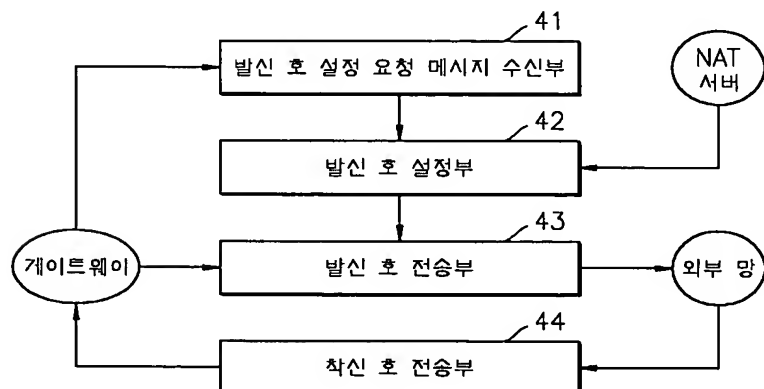 41
발신 호 설정 요청 메시지 수신부
NAT
서버
42
발신 호 설정부
43
게이트웨이
발신 호 전송부
외부 망
44
착신 호 전송부